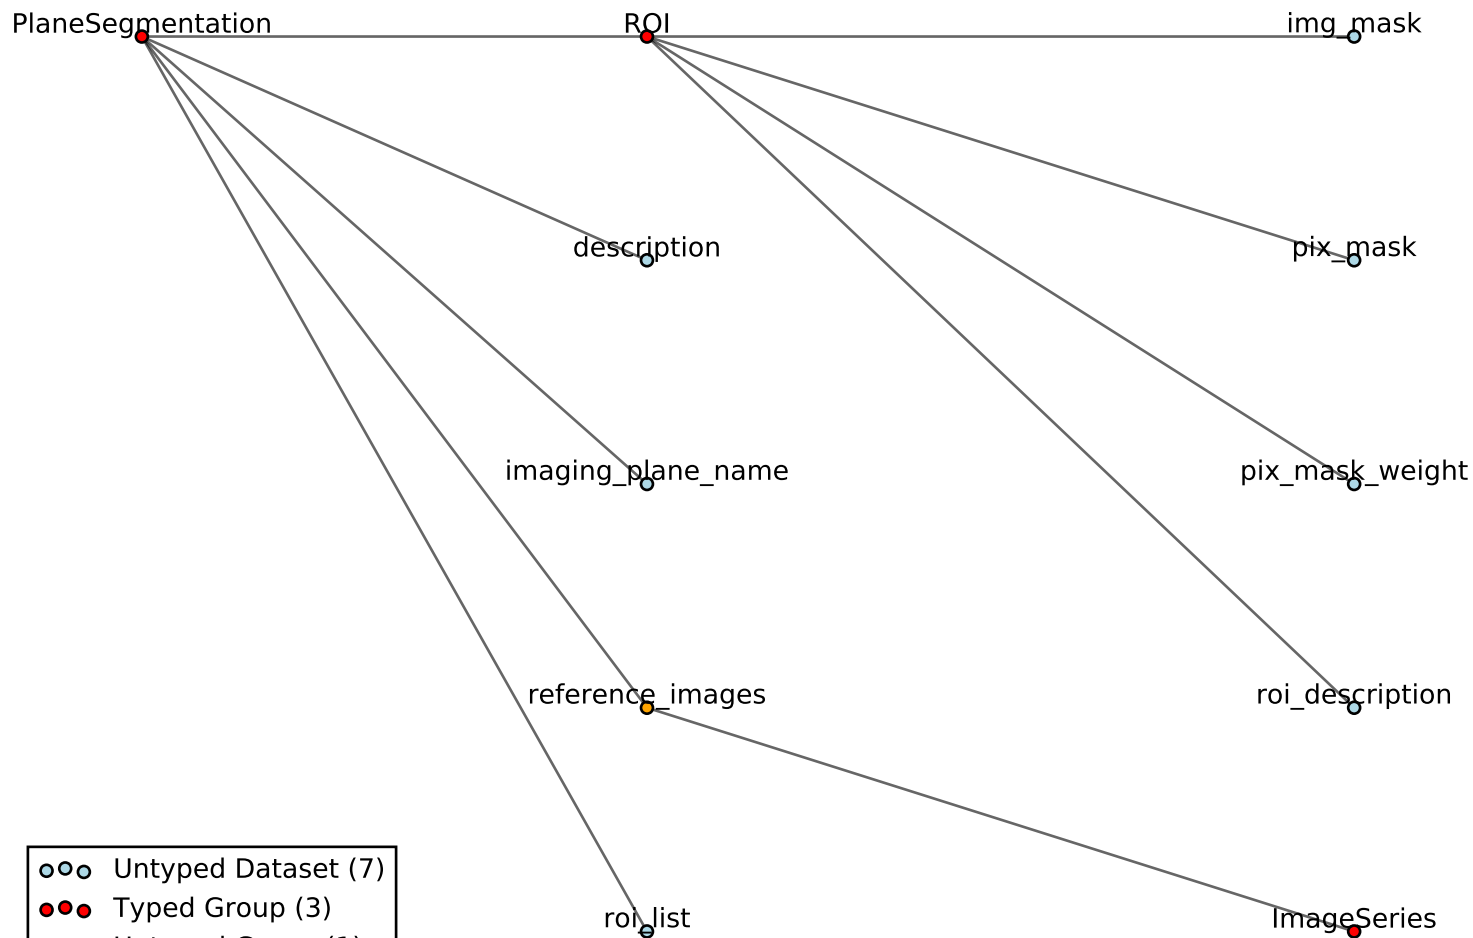 PlaneSegmentation ROI img_mask
description pix_mask
imaging_plane_name pix_mask_weight
reference_images roi_description
Untyped Dataset (7)
Typed Group (3)
roi_list ImageSeries